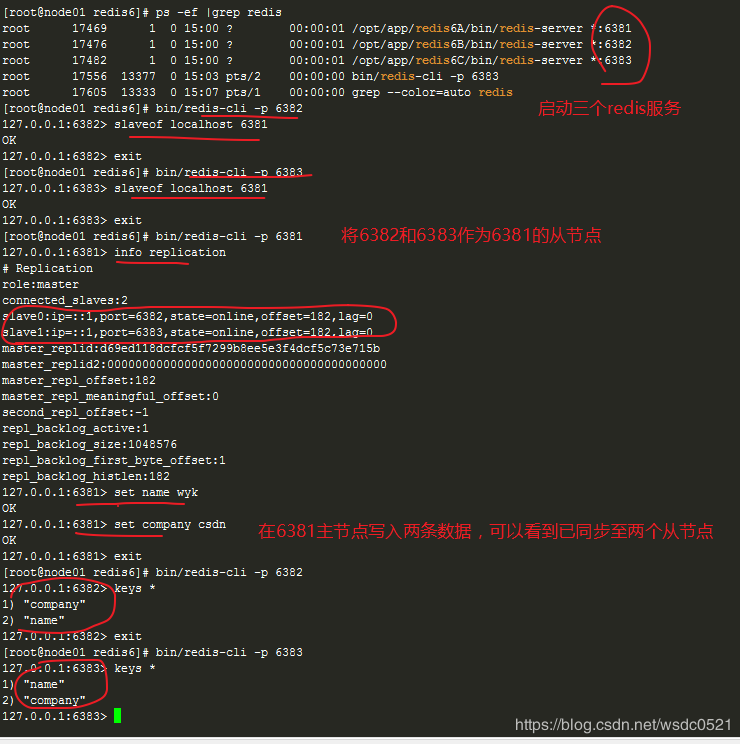 [root@node01 redis6]# ps -ef |grep redis
root 17469 1 0 15:00 ? 00:00:01 /opt/app/redis6A/bin/redis-server *:6381
root 17476 1 0 15:00 ? 00:00:01 /opt/app/redis6B/bin/redis-server *:6382
root 17482 1 0 15:00 ? 00:00:00 /opt/app/redis6C/bin/redis-server *:6383
root 17556 13377 0 15:03 pts/2 00:00:00 bin/redis-cli -p 6383
root 17605 13333 0 15:07 pts/1 00:00:00 grep --color=auto redis
[root@node01 redis6]# bin/redis-cli -p 6382
启动三个redis服务
127.0.0.1:6382> slaveof localhost 6381
OK
127.0.0.1:6382> exit
[root@node01 redis6]# bin/redis-cli -p 6383
127.0.0.1:6383> slaveof localhost 6381
OK
127.0.0.1:6383> exit
[root@node01 redis6]# bin/redis-cli -p 6381
将6382和6383作为6381的从节点
127.0.0.1:6381> info replication
# Replication
role:master
connected_slaves:2
slave0:ip=::1,port=6382,state=online,offset=182,lag=0
slave1:ip=::1,port=6383,state=online,offset=182,lag=0
master_replid:d69ed118dcfcf5f7299b8ee5e3f4dcf5c73e715b
master_replid2:0000000000000000000000000000000000000000
master_repl_offset:182
master_repl_meaningful_offset:0
second_repl_offset:-1
repl_backlog_active:1
repl_backlog_size:1048576
repl_backlog_first_byte_offset:1
repl_backlog_histlen:182
127.0.0.1:6381> set name wyk
OK
127.0.0.1:6381> set company csdn
在6381主节点写入两条数据，可以看到已同步至两个从节点
OK
127.0.0.1:6381> exit
[root@node01 redis6]# bin/redis-cli -p 6382
127.0.0.1:6382> keys *
1) "company"
2) "name"
127.0.0.1:6382> exit
[root@node01 redis6]# bin/redis-cli -p 6383
127.0.0.1:6383> keys *
1) "name"
2) "company"
127.0.0.1:6383>
https://blog.csdn.net/wsdc0521